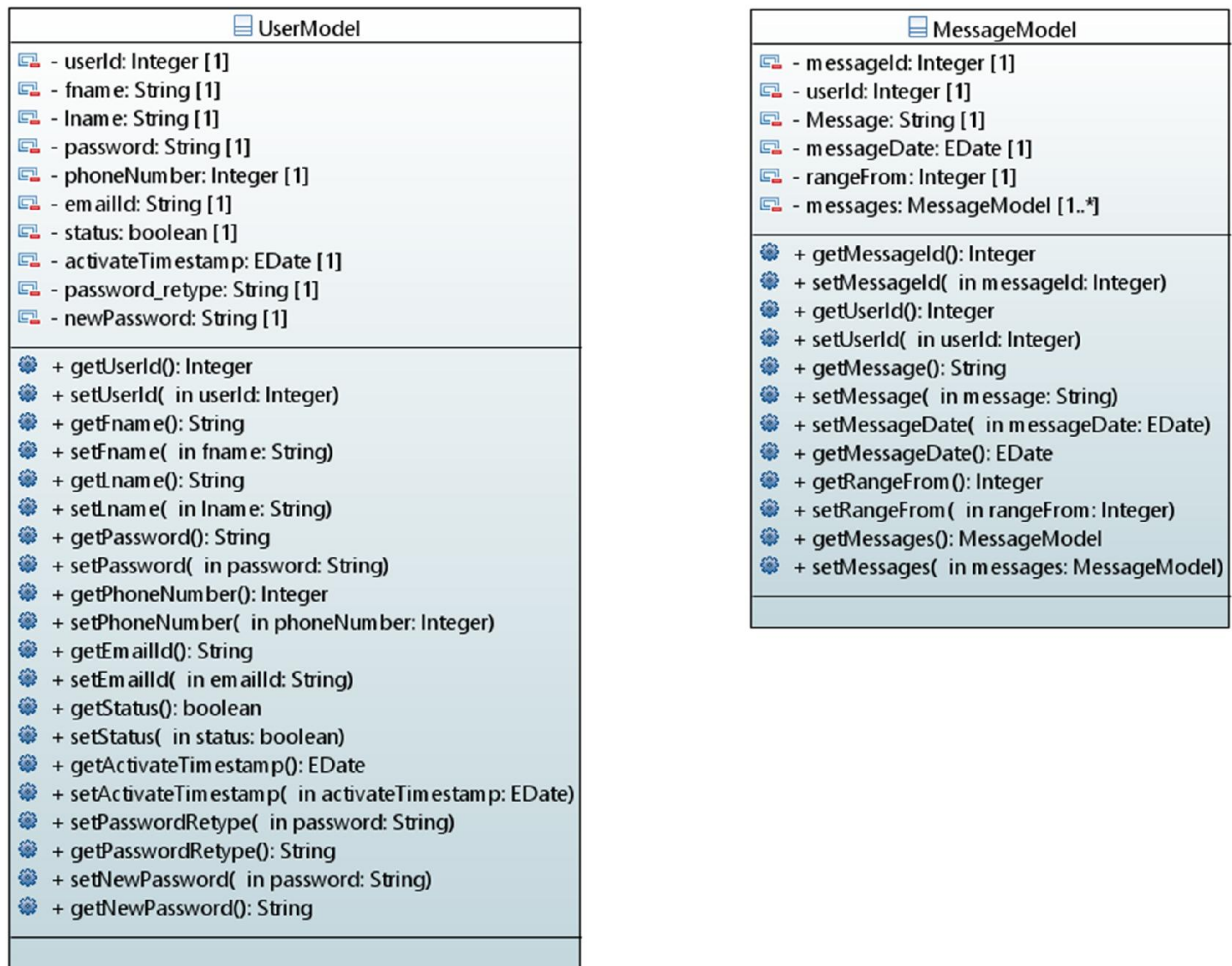 UserModel
- userId: Integer [1]
- fname: String [1]
- lname: String [1]
- password: String [1]
- phoneNumber: Integer [1]
- emailId: String [1]
- status: boolean [1]
- activateTimestamp: EDate [1]
- password_retype: String [1]
- newPassword: String [1]
+ getUserId(): Integer
+ setUserId( in userId: Integer)
+ getFname(): String
+ setFname( in fname: String)
+ getLname(): String
+ setLname( in lname: String)
+ getPassword(): String
+ setPassword( in password: String)
+ getPhoneNumber(): Integer
+ setPhoneNumber( in phoneNumber: Integer)
+ getEmailId(): String
+ setEmailId( in emailId: String)
+ getStatus(): boolean
+ setStatus( in status: boolean)
+ getActivateTimestamp(): EDate
+ setActivateTimestamp( in activateTimestamp: EDate)
+ setPasswordRetype( in password: String)
+ getPasswordRetype(): String
+ setNewPassword( in password: String)
+ getNewPassword(): String
MessageModel
- messageId: Integer [1]
- userId: Integer [1]
- Message: String [1]
- messageDate: EDate [1]
- rangeFrom: Integer [1]
- messages: MessageModel [1..*]
+ getMessageId(): Integer
+ setMessageId( in messageId: Integer)
+ getUserId(): Integer
+ setUserId( in userId: Integer)
+ getMessage(): String
+ setMessage( in message: String)
+ setMessageDate( in messageDate: EDate)
+ getMessageDate(): EDate
+ getRangeFrom(): Integer
+ setRangeFrom( in rangeFrom: Integer)
+ getMessages(): MessageModel
+ setMessages( in messages: MessageModel)